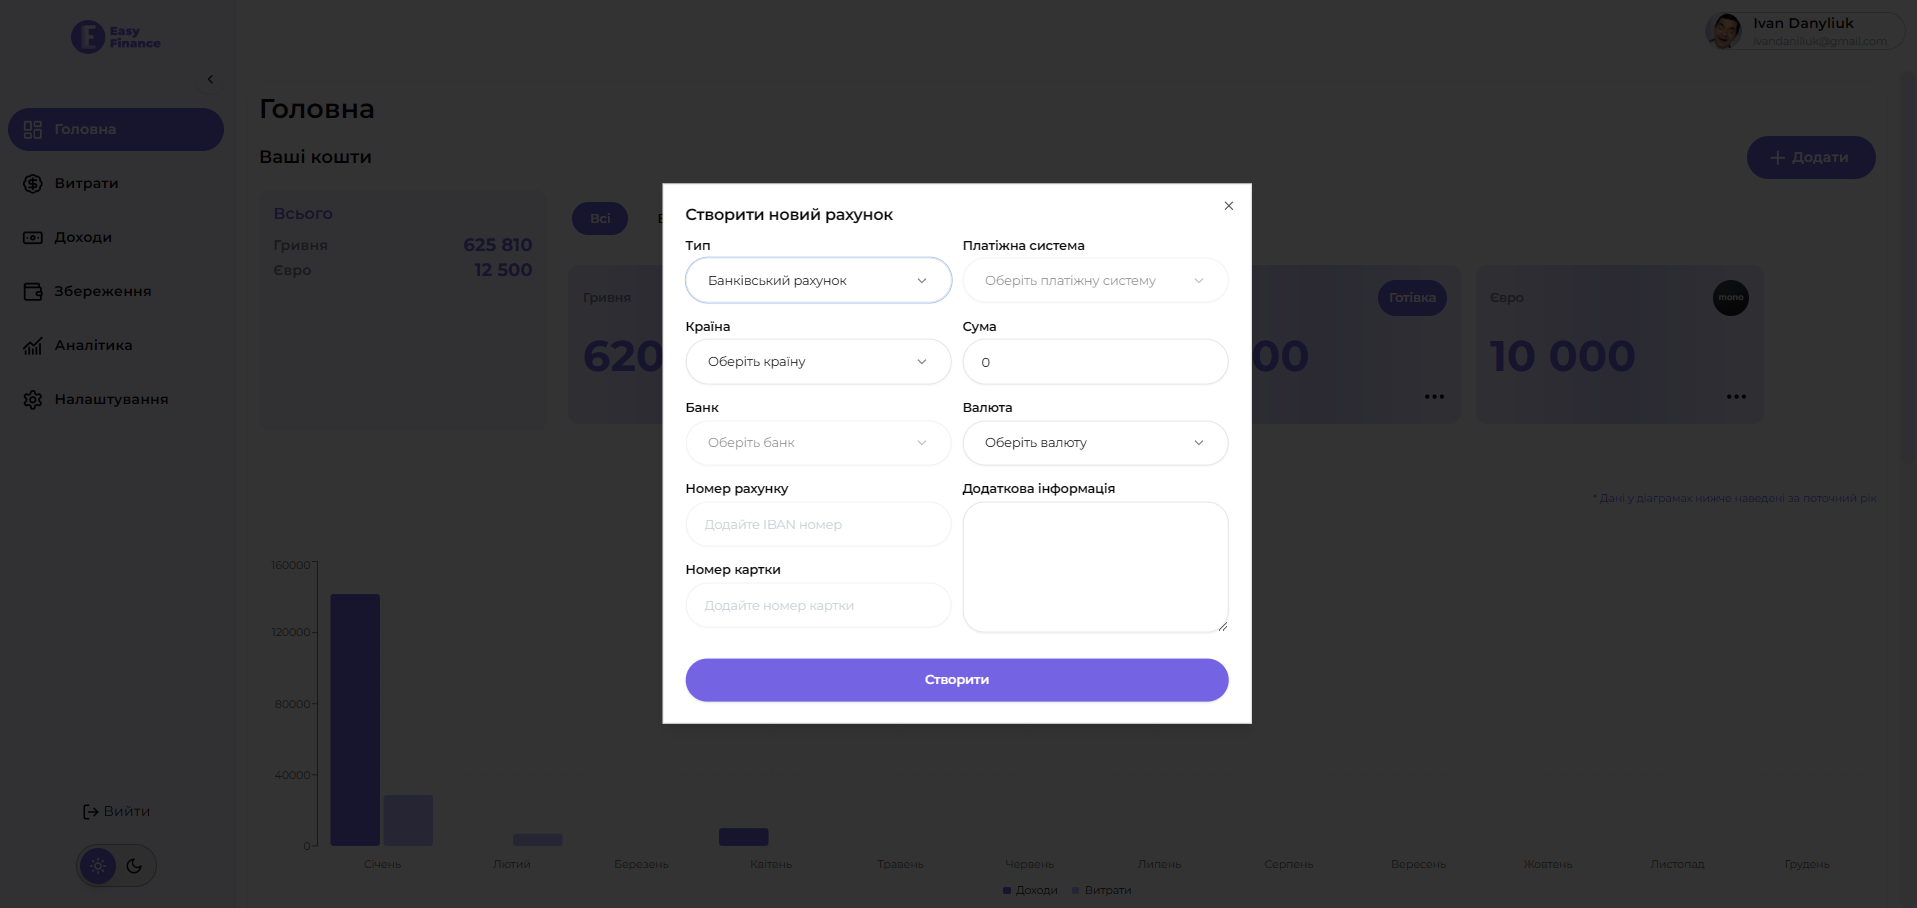 Easy
Finance
Ivan Danyliuk
ivandaniliuk@gmail.com
Головна
Витрати
Доходи
Збереження
Аналітика
Налаштування
Вийти
Головна
Ваші кошти
Додати
Всього
Гривня 625 810
Євро 12 500
Всі
Гривня
620
Готівка
00
Євро
mono
10 000
Створити новий рахунок
Тип
Банківський рахунок
Платіжна система
Оберіть платіжну систему
Країна
Оберіть країну
Сума
0
Банк
Оберіть банк
Валюта
Оберіть валюту
Номер рахунку
Додайте IBAN номер
Додаткова інформація
Номер картки
Додайте номер картки
Створити
* Дані у діаграмах нижче наведені за поточний рік
160000
120000
80000
40000
0
Січень Лютий Березень Квітень Травень Червень Липень Серпень Вересень Жовтень Листопад Грудень
Доходи Витрати